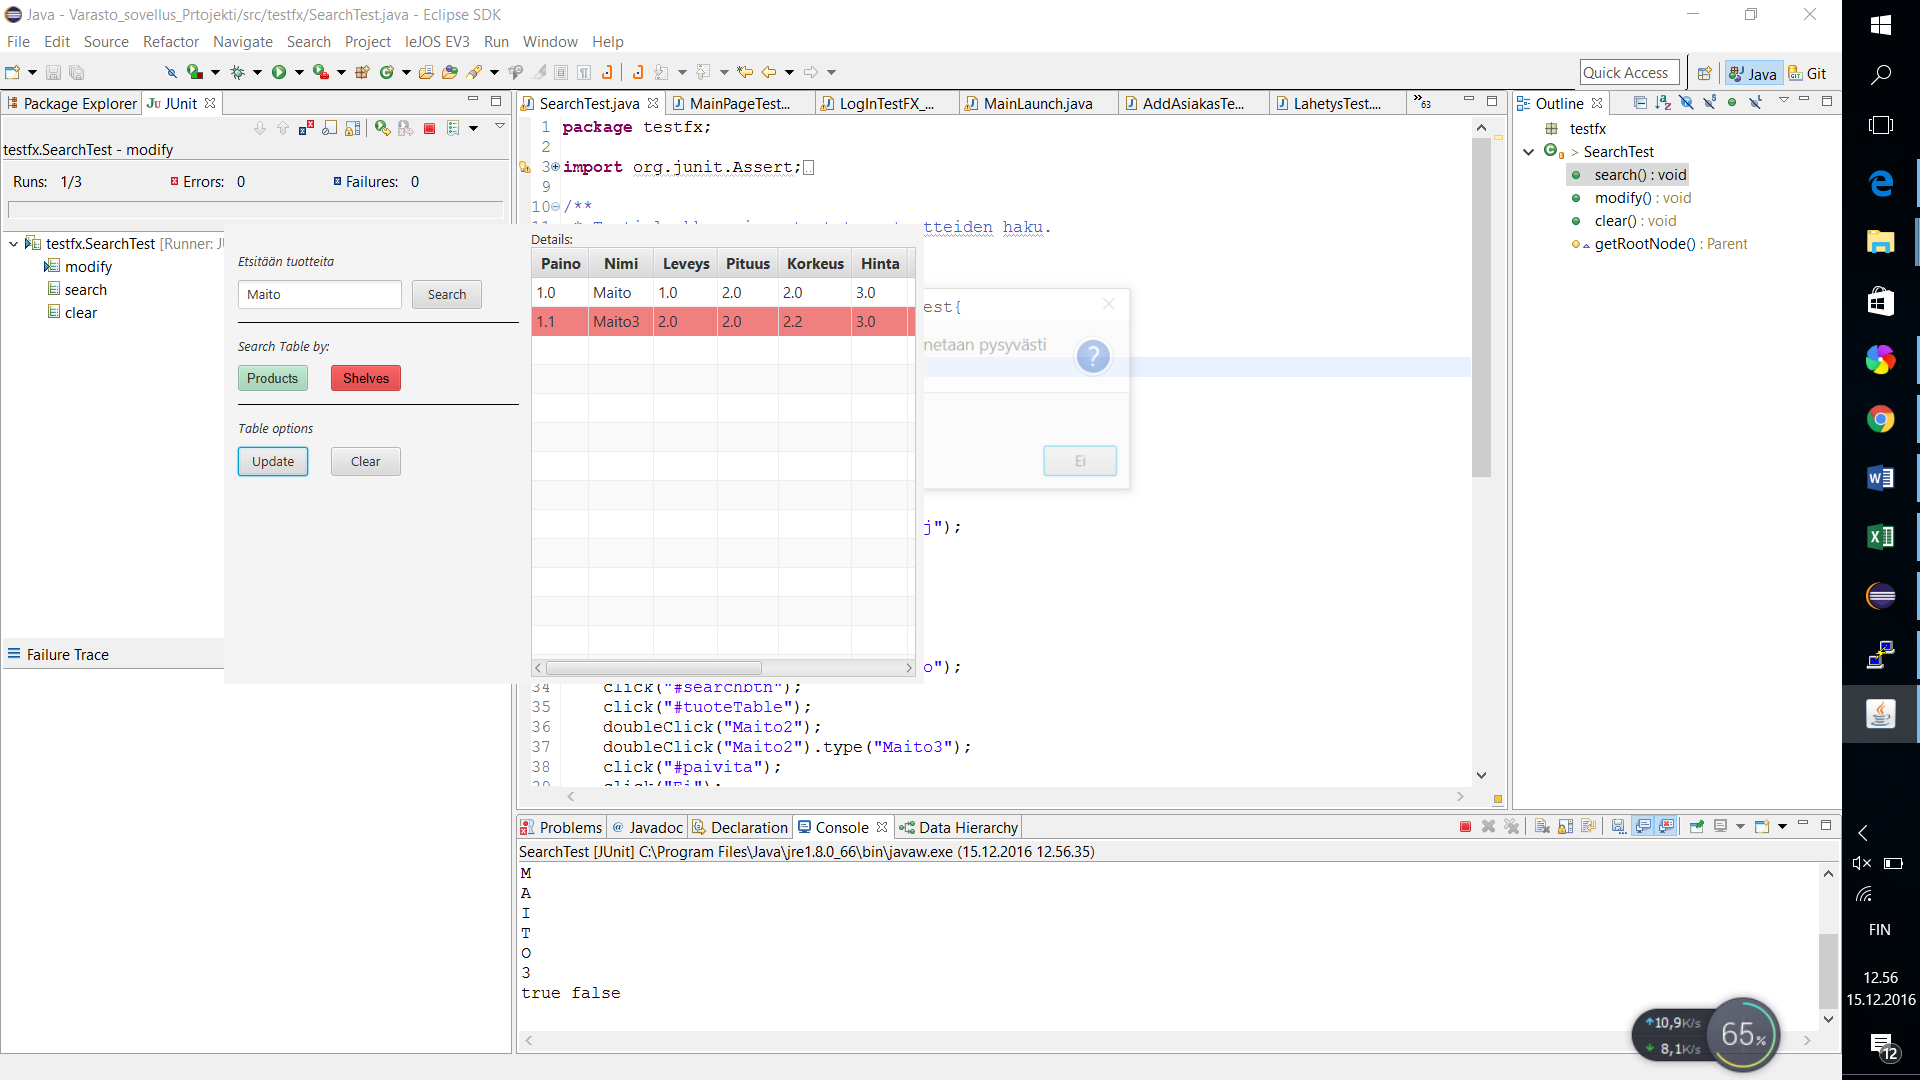 Java - Varasto_sovellus_Prtojekti/src/testfx/SearchTest.java - Eclipse SDK
File Edit Source Refactor Navigate Search Project leJOS EV3 Run Window Help
Quick Access
Java
Git
Package Explorer
JUnit
testfx.SearchTest - modify
Runs: 1/3
Errors: 0
Failures: 0
testfx.SearchTest [Runner: JU
modify
search
clear
Failure Trace
Etsitään tuotteita
Maito
Search
Search Table by:
Products
Shelves
Table options
Update
Clear
Details:
Paino Nimi Leveys Pituus Korkeus Hinta
1.0 Maito 1.0 2.0 2.0 3.0
1.1 Maito3 2.0 2.0 2.2 3.0
netaan pysyvästi
?
Ei
SearchTest.java
MainPageTest...
LogInTestFX_...
MainLaunch.java
AddAsiakasTe...
LahetysTest....
»63
1 package testfx;
2
3 import org.junit.Assert;
9
10 /**
tteiden haku.
est{
j");
o");
34 click("#searchbtn");
35 click("#tuoteTable");
36 doubleClick("Maito2");
37 doubleClick("Maito2").type("Maito3");
38 click("#paivita");
39 click("Ei");
Outline
testfx
> SearchTest
search() : void
modify() : void
clear() : void
getRootNode() : Parent
Problems
@ Javadoc
Declaration
Console
Data Hierarchy
SearchTest [JUnit] C:\Program Files\Java\jre1.8.0_66\bin\javaw.exe (15.12.2016 12.56.35)
M
A
I
T
O
3
true false
10,9K/s
8,1K/s
65%
FIN
12.56
15.12.2016
12